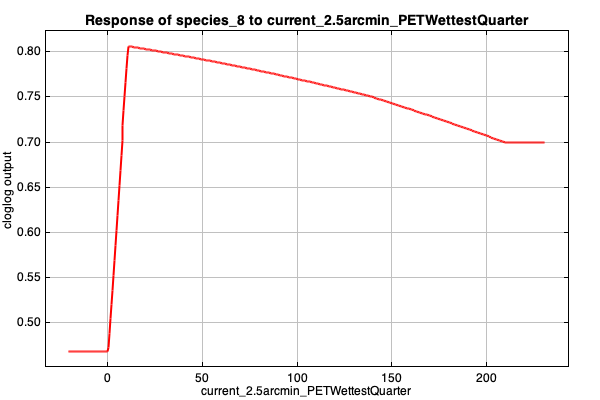 Response of species_8 to current_2.5arcmin_PETWettestQuarter
0.80
0.75
0.70
0.65
0.60
0.55
0.50
cloglog output
0 50 100 150 200
current_2.5arcmin_PETWettestQuarter